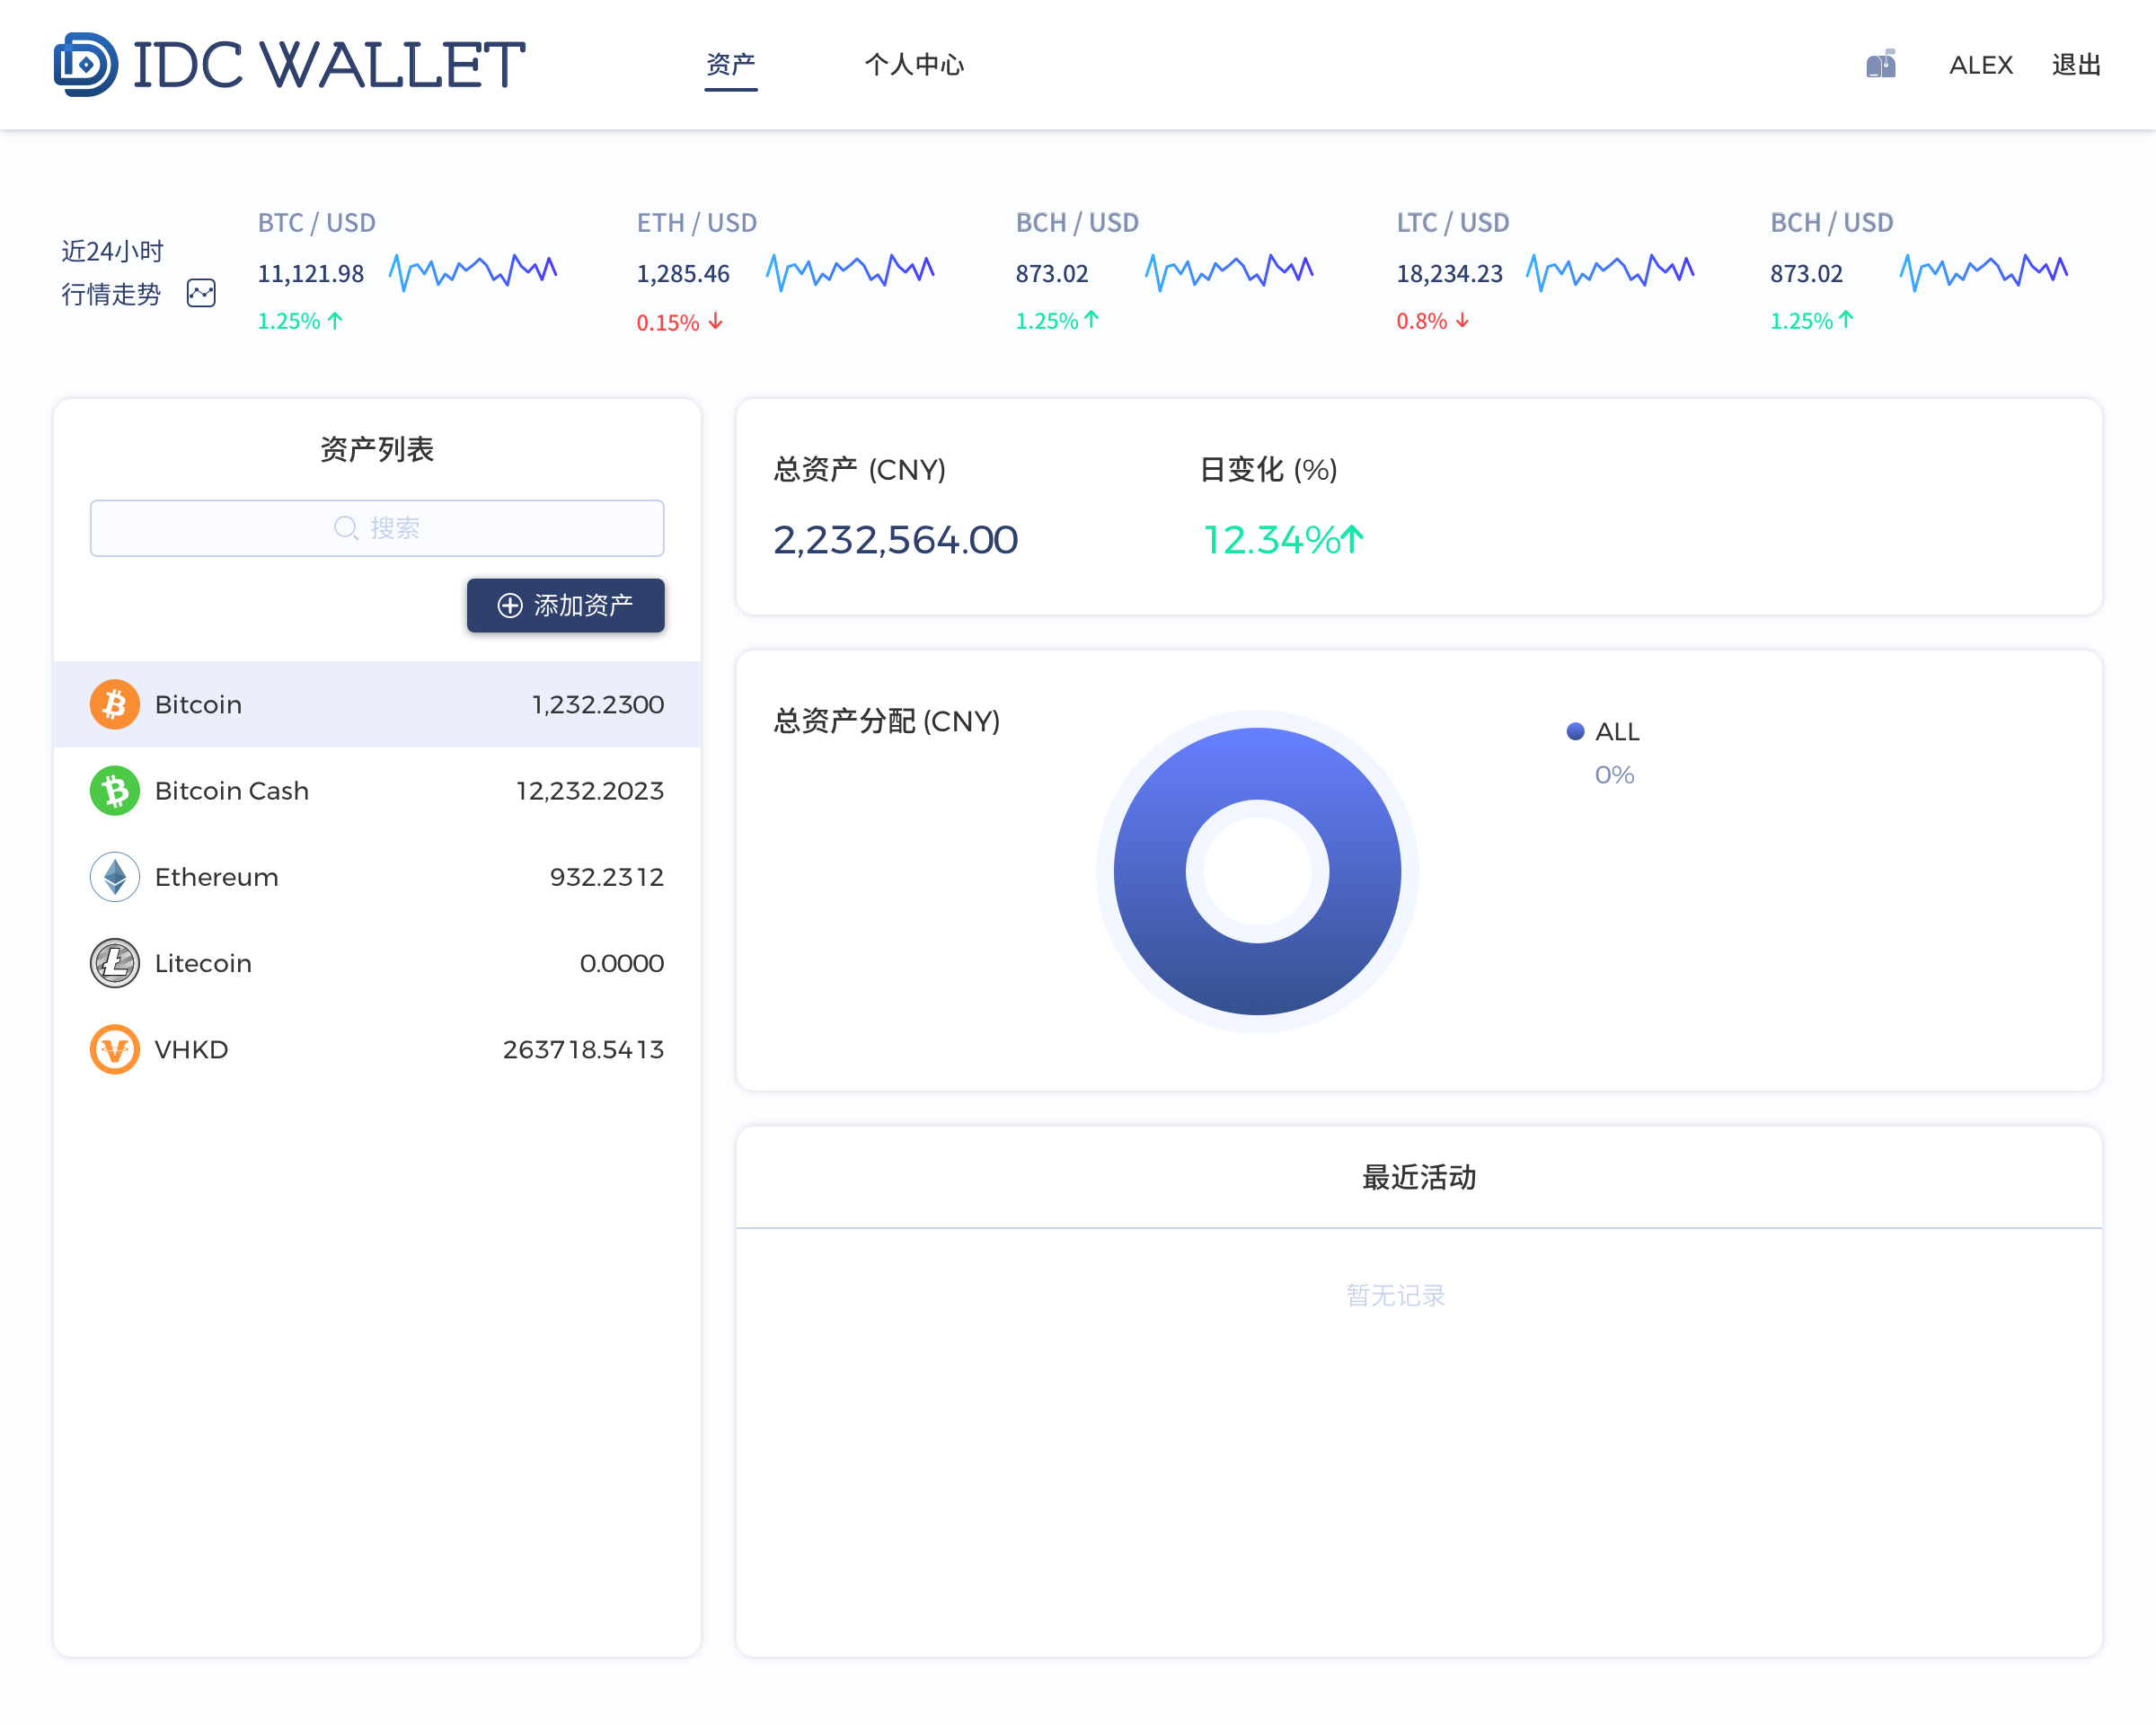 IDC WALLET
资产
个人中心
ALEX
退出
近24小时
行情走势
BTC / USD
11,121.98
1.25%
ETH / USD
1,285.46
0.15%
BCH / USD
873.02
1.25%
LTC / USD
18,234.23
0.8%
BCH / USD
873.02
1.25%
资产列表
搜索
添加资产
Bitcoin 1,232.2300
Bitcoin Cash 12,232.2023
Ethereum 932.2312
Litecoin 0.0000
VHKD 263718.5413
总资产 (CNY)
2,232,564.00
日变化 (%)
12.34%
总资产分配 (CNY)
ALL
0%
最近活动
暂无记录